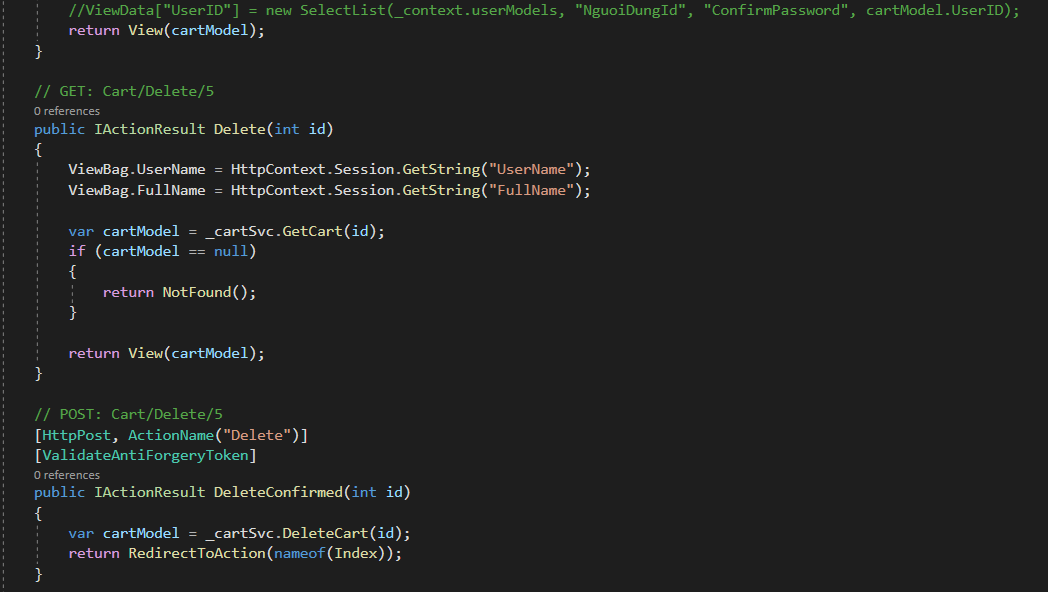 //ViewData["UserID"] = new SelectList(_context.userModels, "NguoiDungId", "ConfirmPassword", cartModel.UserID);
return View(cartModel);
}
// GET: Cart/Delete/5
0 references
public IActionResult Delete(int id)
{
ViewBag.UserName = HttpContext.Session.GetString("UserName");
ViewBag.FullName = HttpContext.Session.GetString("FullName");
var cartModel = _cartSvc.GetCart(id);
if (cartModel == null)
{
return NotFound();
}
return View(cartModel);
}
// POST: Cart/Delete/5
[HttpPost, ActionName("Delete")]
[ValidateAntiForgeryToken]
0 references
public IActionResult DeleteConfirmed(int id)
{
var cartModel = _cartSvc.DeleteCart(id);
return RedirectToAction(nameof(Index));
}